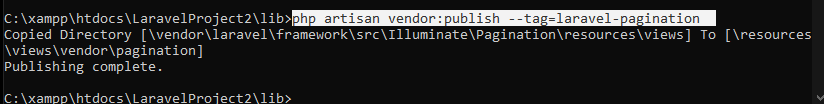 C:\xampp\htdocs\LaravelProject2\lib>php artisan vendor:publish --tag=laravel-pagination
Copied Directory [\vendor\laravel\framework\src\Illuminate\Pagination\resources\views] To [\resources
\views\vendor\pagination]
Publishing complete.
C:\xampp\htdocs\LaravelProject2\lib>